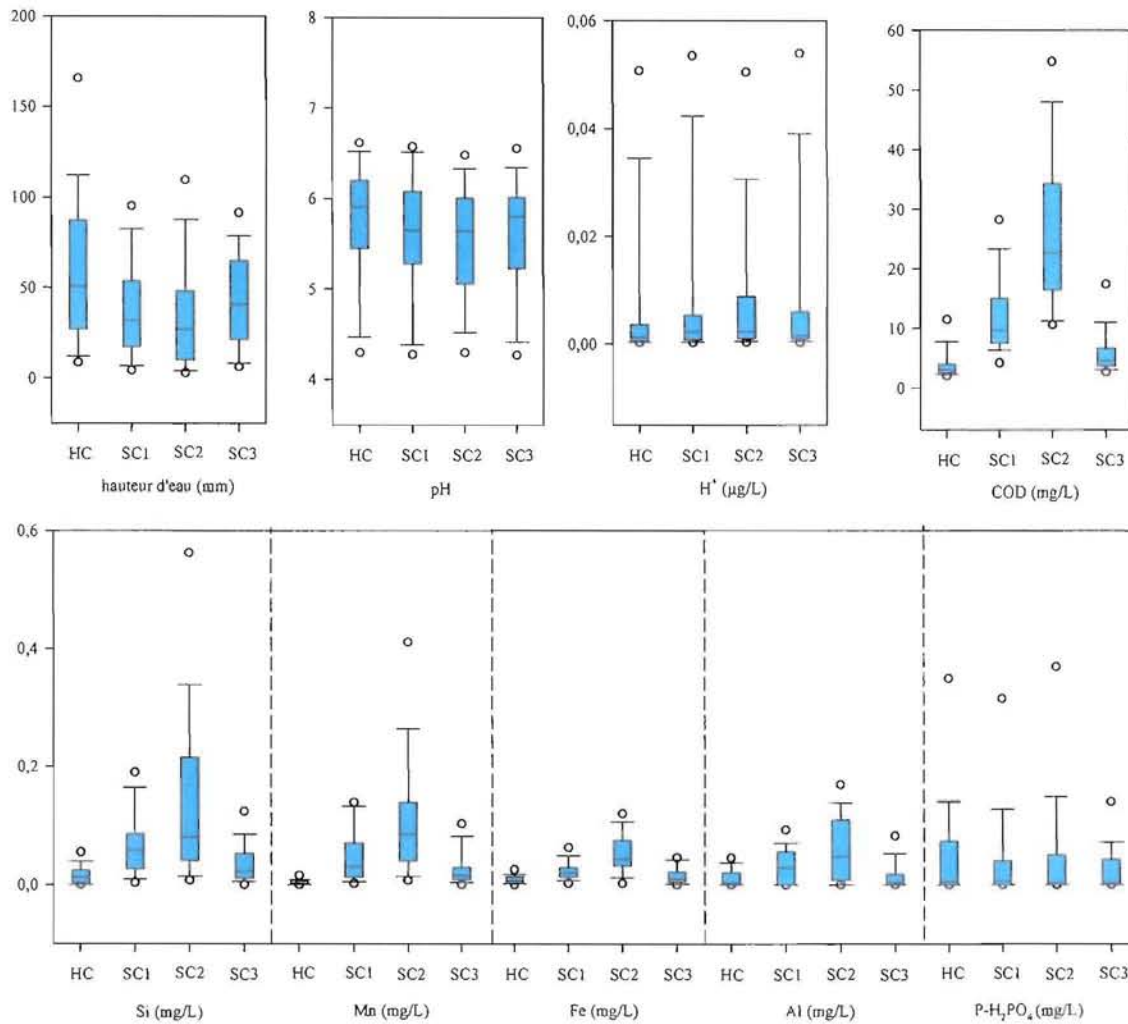 200
150
100
50
0
HC SC1 SC2 SC3
hauteur d'eau (mm)
8
7
6
5
4
HC SC1 SC2 SC3
pH
0,06
0,04
0,02
0,00
HC SC1 SC2 SC3
H⁺ (µg/L)
60
50
40
30
20
10
0
HC SC1 SC2 SC3
COD (mg/L)
0,6
0,4
0,2
0,0
HC SC1 SC2 SC3 HC SC1 SC2 SC3 HC SC1 SC2 SC3 HC SC1 SC2 SC3 HC SC1 SC2 SC3
Si (mg/L) Mn (mg/L) Fe (mg/L) Al (mg/L) P-H₂PO₄ (mg/L)